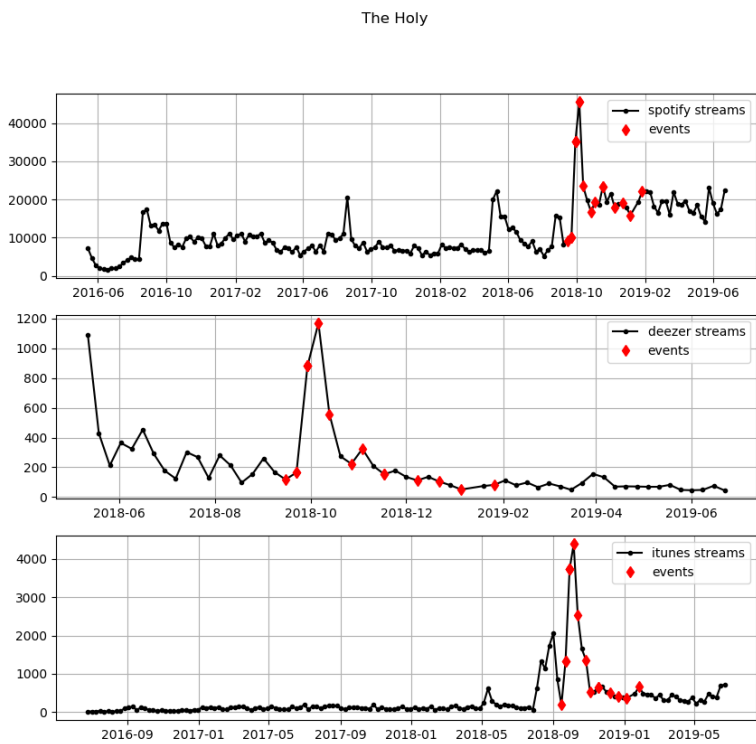 The Holy
40000
30000
20000
10000
0
spotify streams
events
2016-06 2016-10 2017-02 2017-06 2017-10 2018-02 2018-06 2018-10 2019-02 2019-06
1200
1000
800
600
400
200
0
deezer streams
events
2018-06 2018-08 2018-10 2018-12 2019-02 2019-04 2019-06
4000
3000
2000
1000
0
itunes streams
events
2016-09 2017-01 2017-05 2017-09 2018-01 2018-05 2018-09 2019-01 2019-05